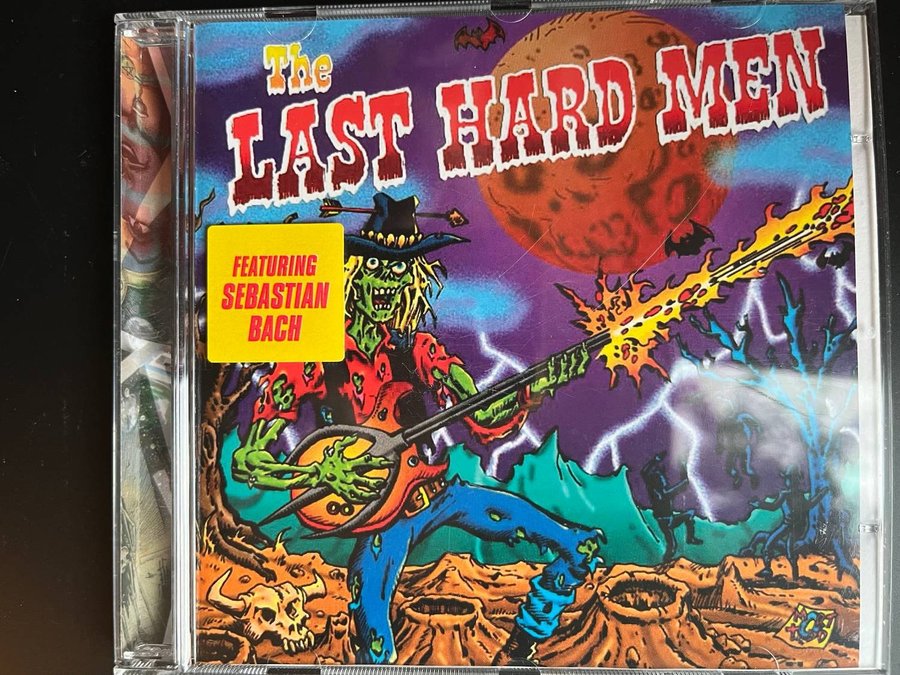 The
LAST HARD MEN
FEATURING
SEBASTIAN
BACH